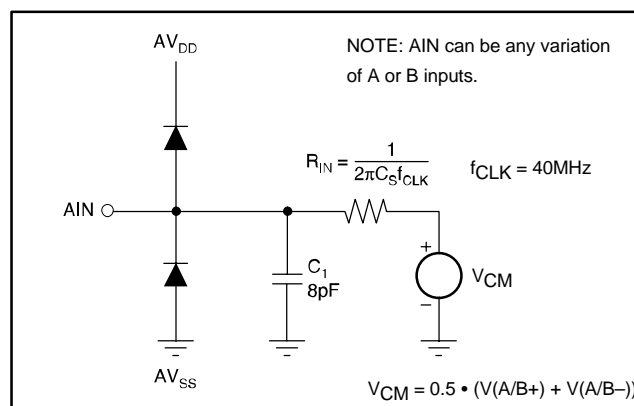 AV_DD
NOTE: AIN can be any variation
of A or B inputs.
R_IN = 1 / 2πC_S f_CLK
f_CLK = 40MHz
AIN
C_1
8pF
+
−
V_CM
AV_SS
V_CM = 0.5 • (V(A/B+) + V(A/B−))